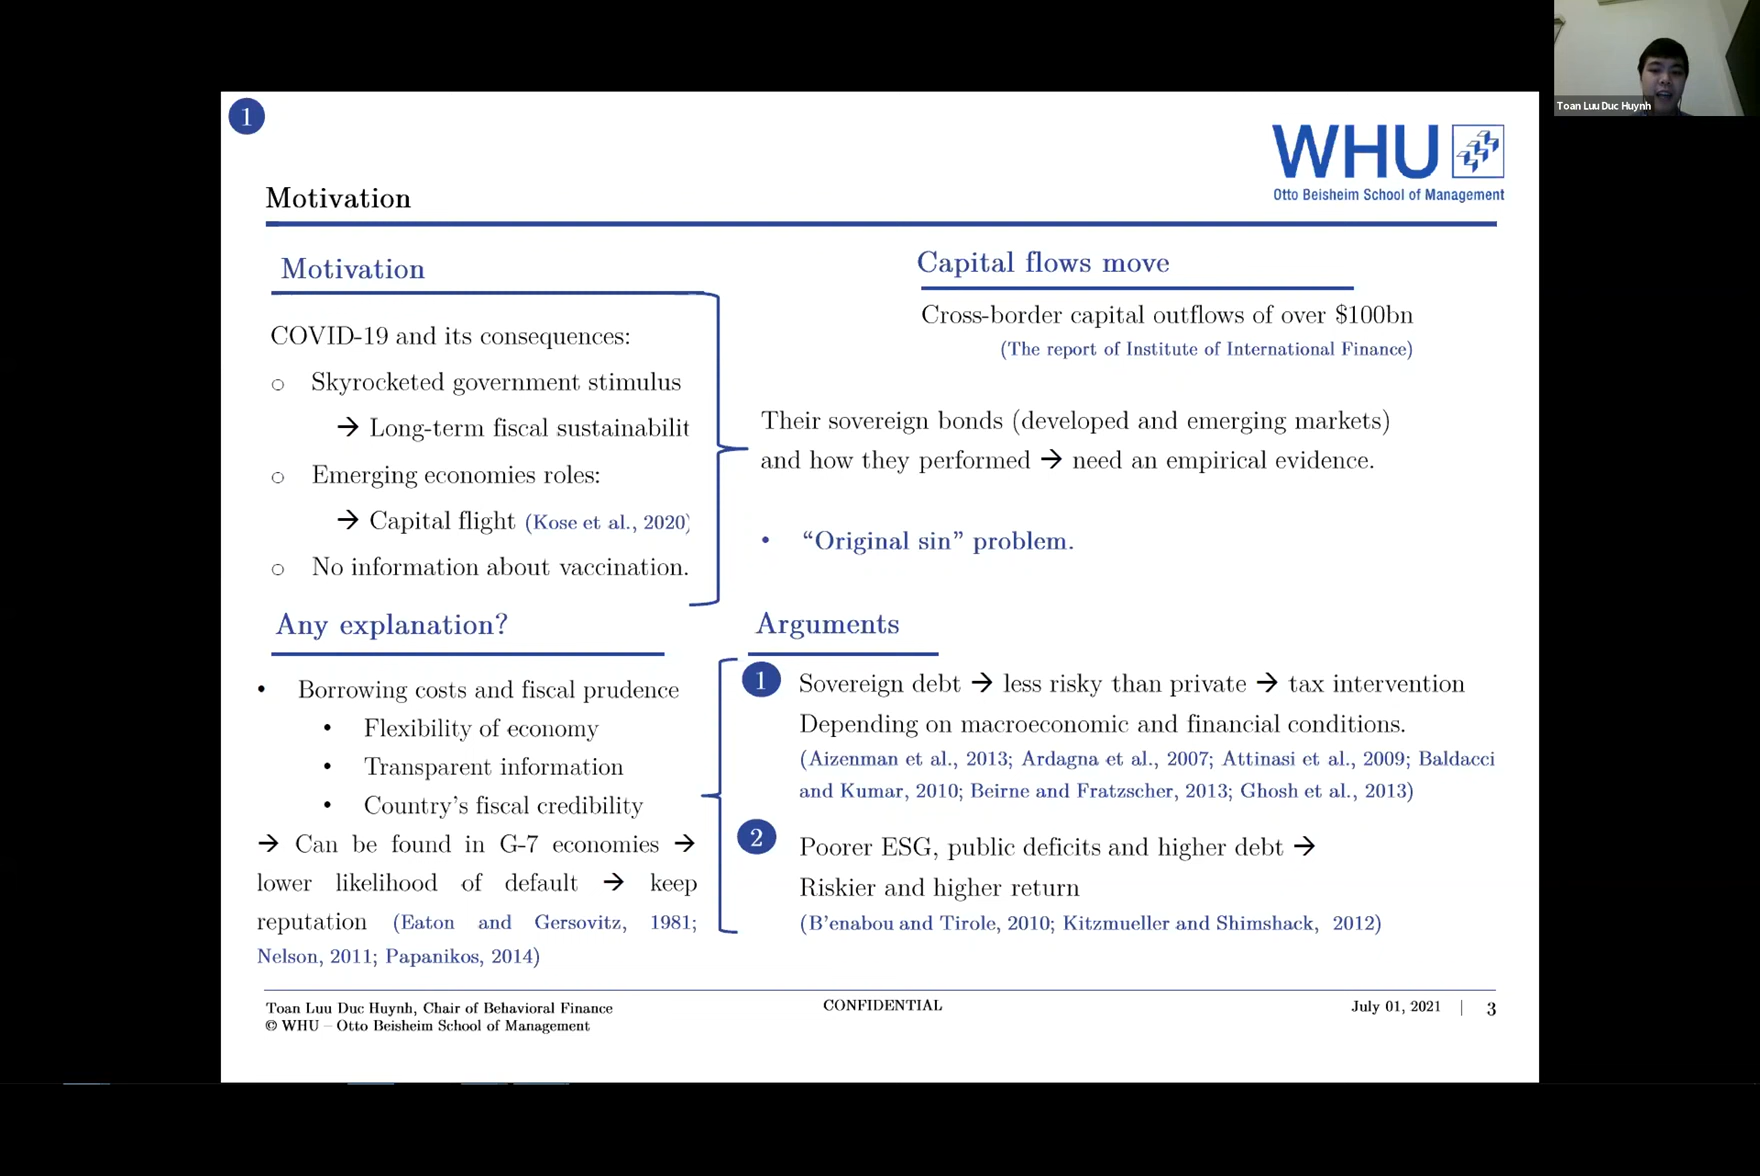 1
WHU
Otto Beisheim School of Management
Toan Luu Duc Huynh
Motivation
Motivation
COVID-19 and its consequences:
○ Skyrocketed government stimulus
→ Long-term fiscal sustainabilit
○ Emerging economies roles:
→ Capital flight (Kose et al., 2020)
○ No information about vaccination.
Capital flows move
Cross-border capital outflows of over $100bn
(The report of Institute of International Finance)
Their sovereign bonds (developed and emerging markets)
and how they performed → need an empirical evidence.
• “Original sin” problem.
Any explanation?
• Borrowing costs and fiscal prudence
• Flexibility of economy
• Transparent information
• Country’s fiscal credibility
→ Can be found in G-7 economies →
lower likelihood of default → keep
reputation (Eaton and Gersovitz, 1981;
Nelson, 2011; Papanikos, 2014)
Arguments
1 Sovereign debt → less risky than private → tax intervention
Depending on macroeconomic and financial conditions.
(Aizenman et al., 2013; Ardagna et al., 2007; Attinasi et al., 2009; Baldacci
and Kumar, 2010; Beirne and Fratzscher, 2013; Ghosh et al., 2013)
2 Poorer ESG, public deficits and higher debt →
Riskier and higher return
(B’enabou and Tirole, 2010; Kitzmueller and Shimshack, 2012)
Toan Luu Duc Huynh, Chair of Behavioral Finance
© WHU – Otto Beisheim School of Management
CONFIDENTIAL
July 01, 2021 | 3